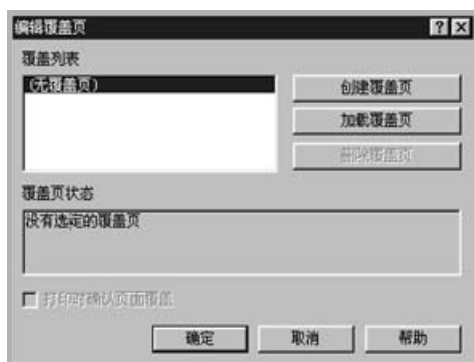 编辑覆盖页
覆盖列表
(无覆盖页)
创建覆盖页
加载覆盖页
删除覆盖页
覆盖页状态
没有选定的覆盖页
打印时确认页面覆盖
确定 取消 帮助